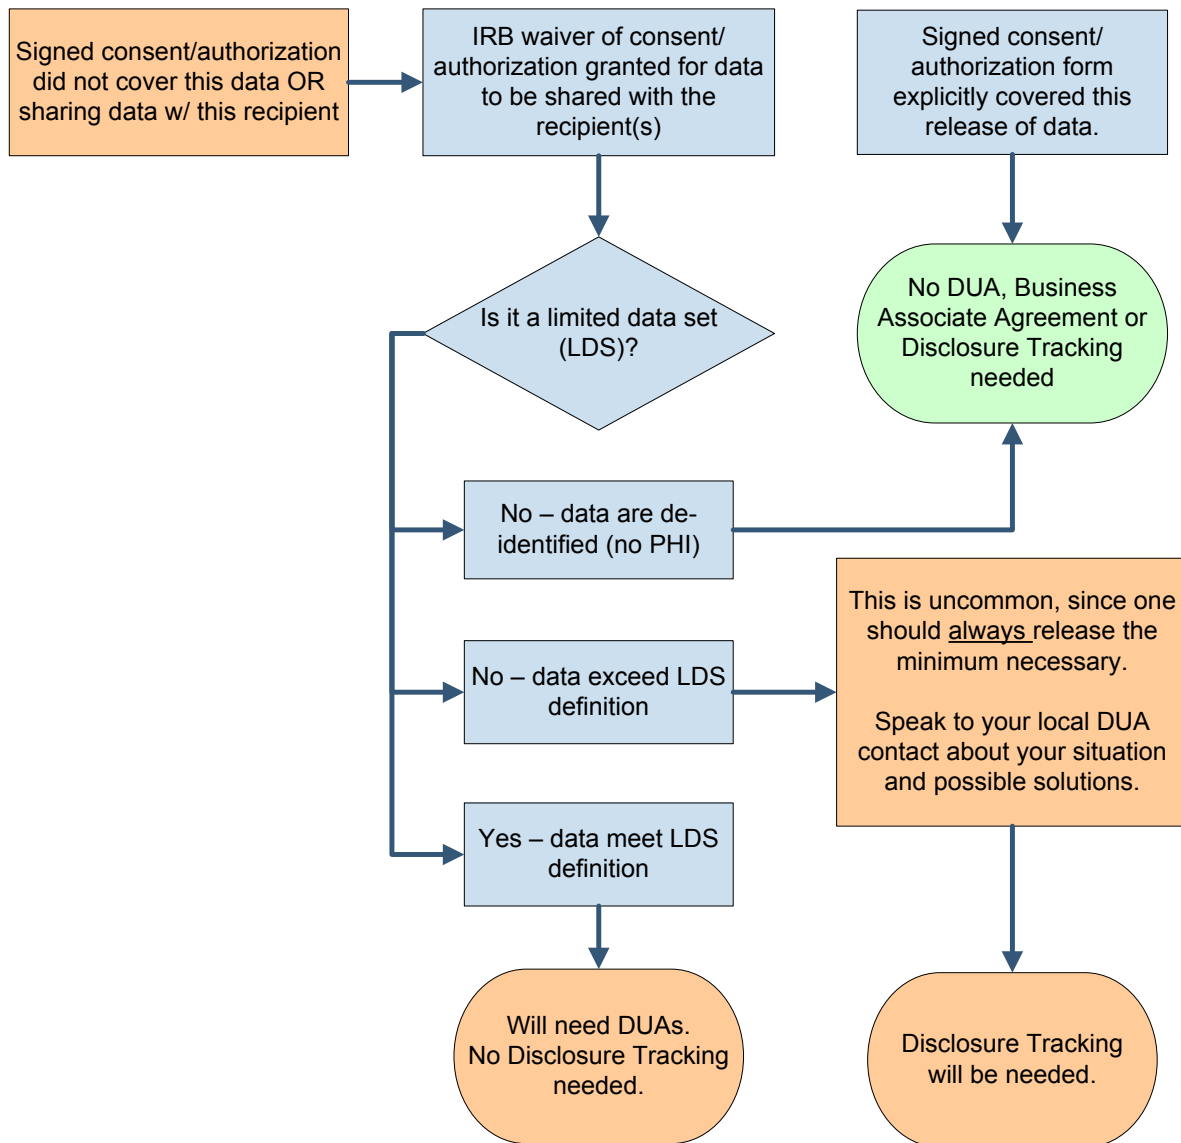 Signed consent/authorization
did not cover this data OR
sharing data w/ this recipient
IRB waiver of consent/
authorization granted for data
to be shared with the
recipient(s)
Signed consent/
authorization form
explicitly covered this
release of data.
Is it a limited data set
(LDS)?
No DUA, Business
Associate Agreement or
Disclosure Tracking
needed
No – data are de-
identified (no PHI)
No – data exceed LDS
definition
This is uncommon, since one
should always release the
minimum necessary.
Speak to your local DUA
contact about your situation
and possible solutions.
Yes – data meet LDS
definition
Will need DUAs.
No Disclosure Tracking
needed.
Disclosure Tracking
will be needed.